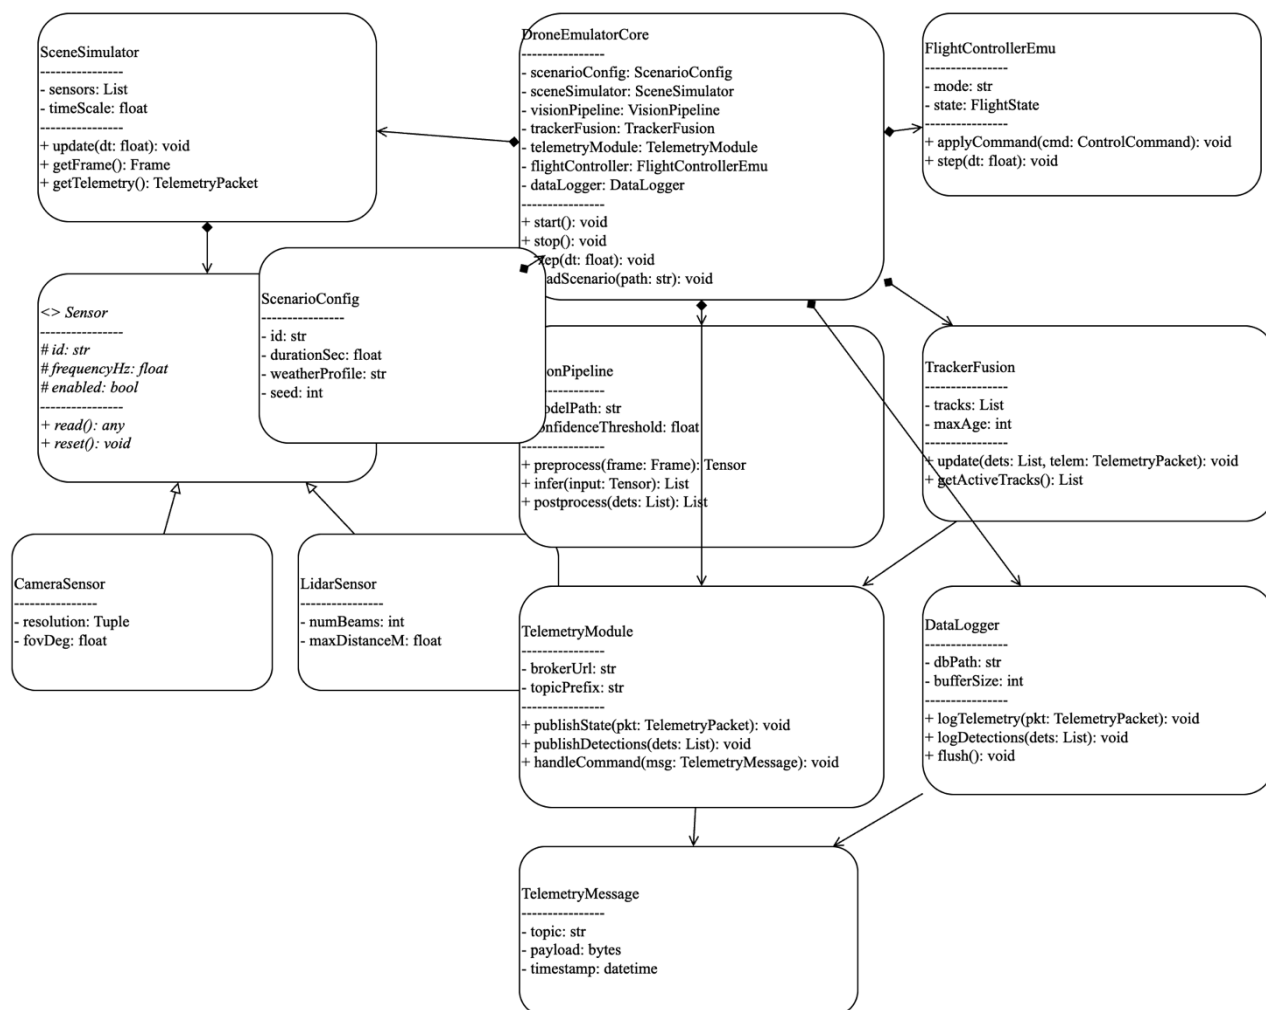 SceneSimulator
----------------
- sensors: List
- timeScale: float
----------------
+ update(dt: float): void
+ getFrame(): Frame
+ getTelemetry(): TelemetryPacket
DroneEmulatorCore
----------------
- scenarioConfig: ScenarioConfig
- sceneSimulator: SceneSimulator
- visionPipeline: VisionPipeline
- trackerFusion: TrackerFusion
- telemetryModule: TelemetryModule
- flightController: FlightControllerEmu
- dataLogger: DataLogger
----------------
+ start(): void
+ stop(): void
ep(dt: float): void
adScenario(path: str): void
FlightControllerEmu
----------------
- mode: str
- state: FlightState
----------------
+ applyCommand(cmd: ControlCommand): void
+ step(dt: float): void
<> Sensor
----------------
# id: str
# frequencyHz: float
# enabled: bool
----------------
+ read(): any
+ reset(): void
ScenarioConfig
----------------
- id: str
- durationSec: float
- weatherProfile: str
- seed: int
onPipeline
----------------
odelPath: str
onfidenceThreshold: float
----------------
+ preprocess(frame: Frame): Tensor
+ infer(input: Tensor): List
+ postprocess(dets: List): List
TrackerFusion
----------------
- tracks: List
- maxAge: int
----------------
+ update(dets: List, telem: TelemetryPacket): void
+ getActiveTracks(): List
CameraSensor
----------------
- resolution: Tuple
- fovDeg: float
LidarSensor
----------------
- numBeams: int
- maxDistanceM: float
TelemetryModule
----------------
- brokerUrl: str
- topicPrefix: str
----------------
+ publishState(pkt: TelemetryPacket): void
+ publishDetections(dets: List): void
+ handleCommand(msg: TelemetryMessage): void
DataLogger
----------------
- dbPath: str
- bufferSize: int
----------------
+ logTelemetry(pkt: TelemetryPacket): void
+ logDetections(dets: List): void
+ flush(): void
TelemetryMessage
----------------
- topic: str
- payload: bytes
- timestamp: datetime